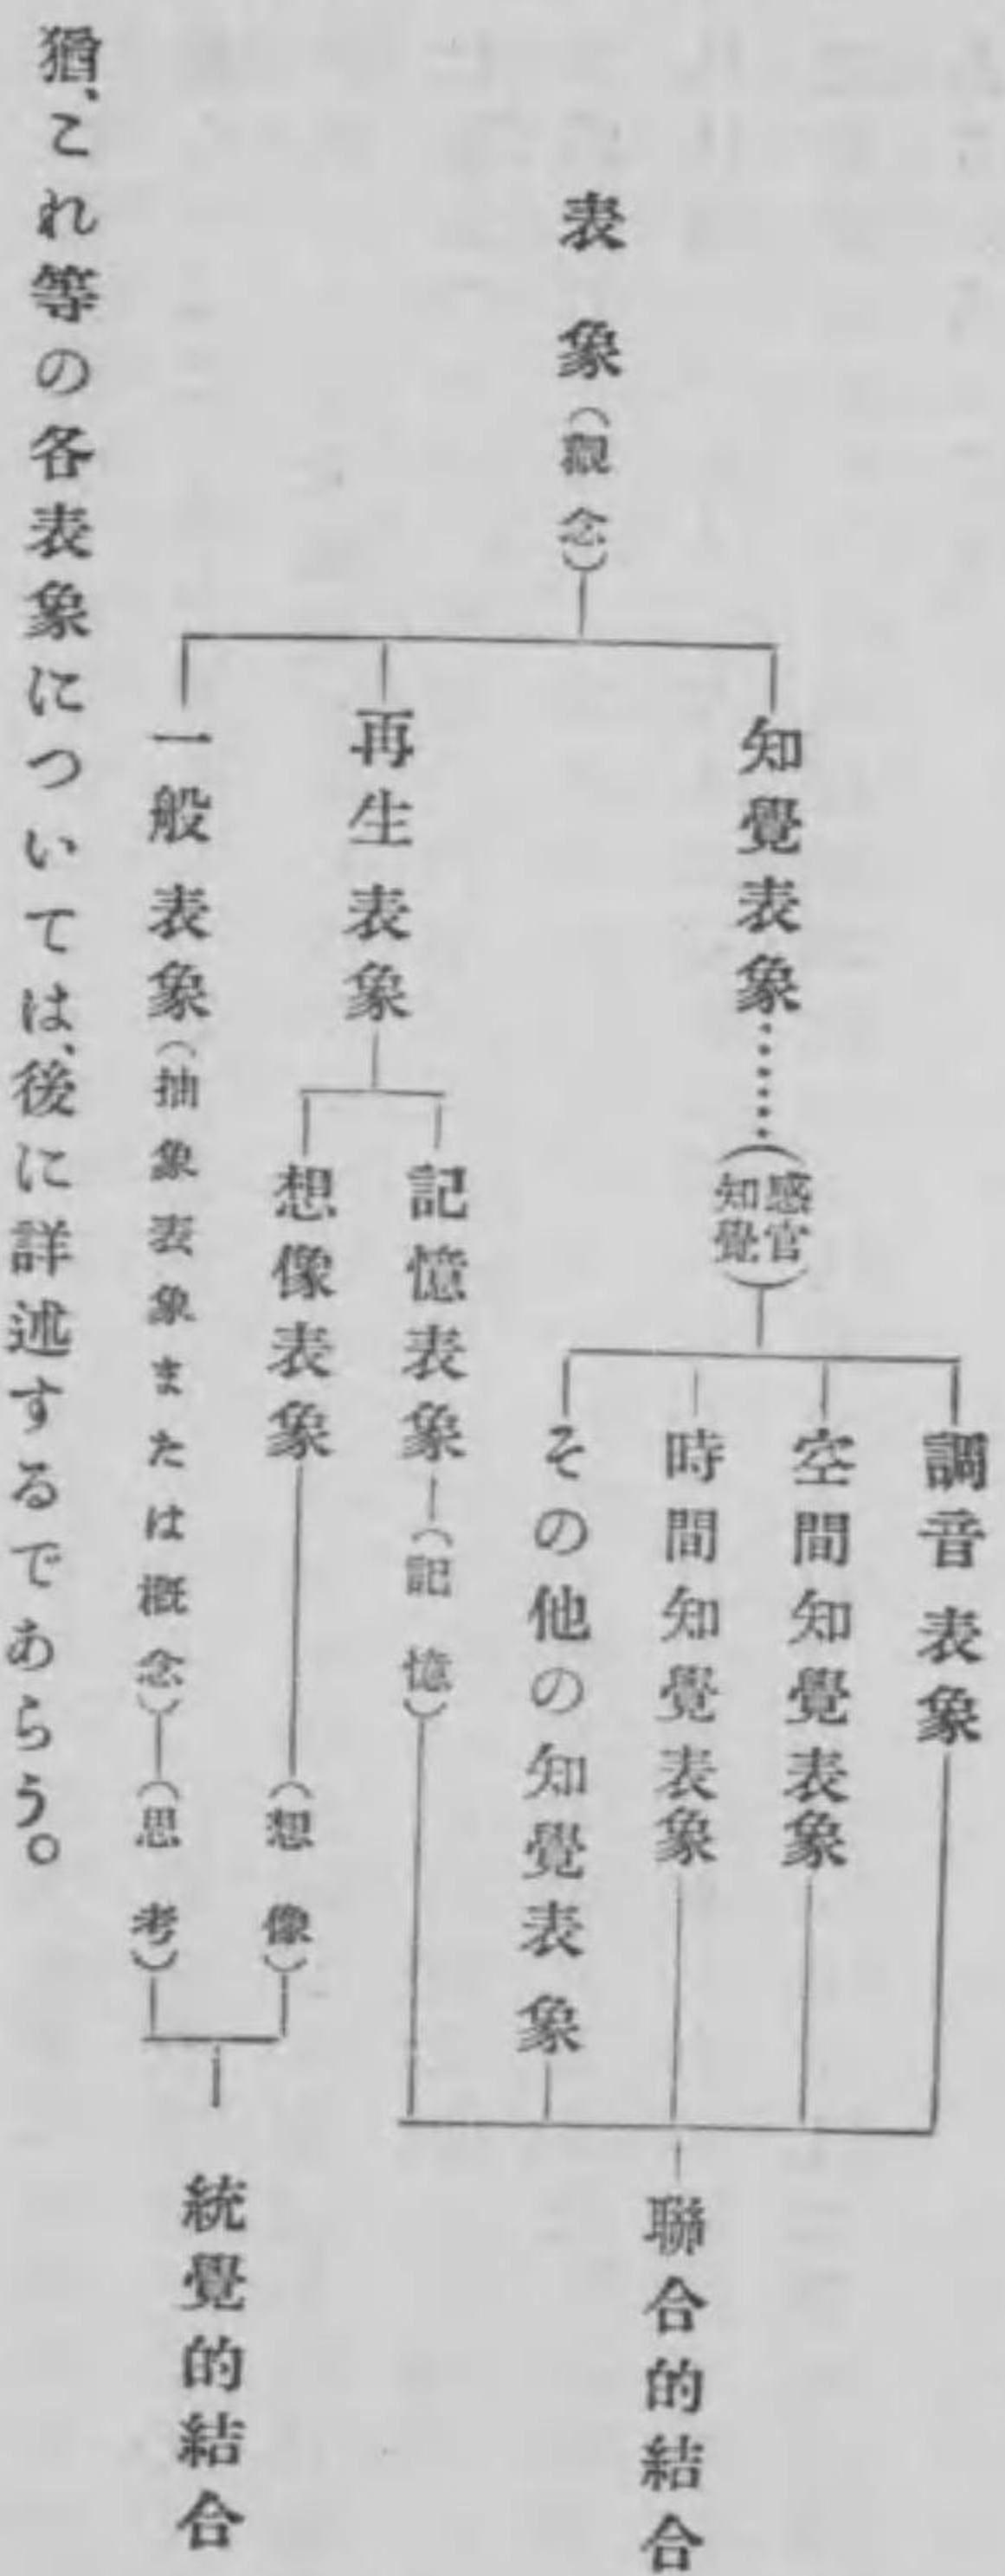 表象(觀念)
知覺表象……(感官知覺)
調音表象
空間知覺表象
時間知覺表象
その他の知覺表象
聯合的結合
再生表象
記憶表象―(記憶)
想像表象―(想像)
一般表象(抽象表象または概念)―(思考)
統覺的結合
猶、これ等の各表象については、後に詳述するであらう。